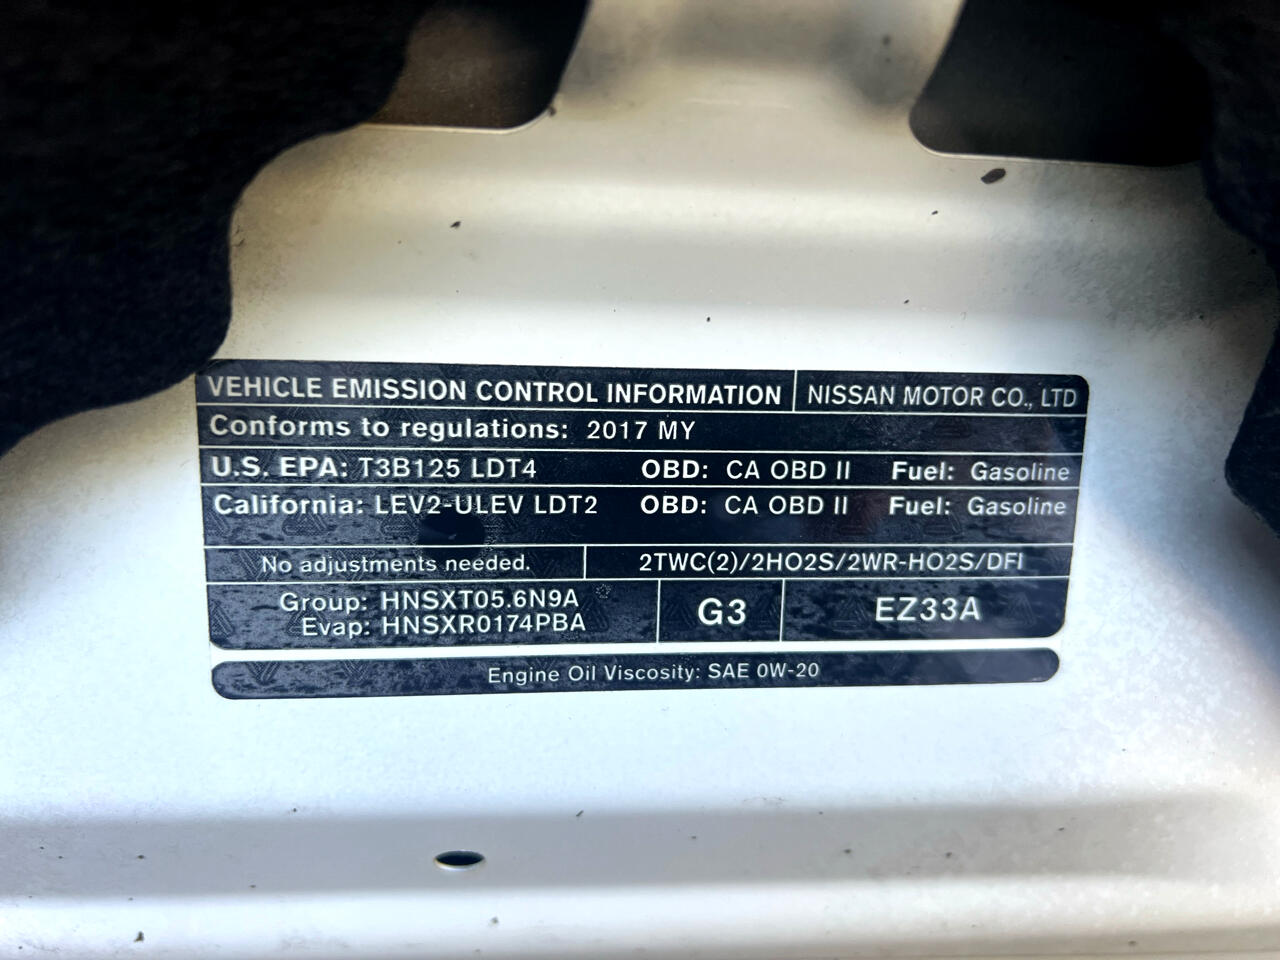 VEHICLE EMISSION CONTROL INFORMATION NISSAN MOTOR CO., LTD
Conforms to regulations: 2017 MY
U.S. EPA: T3B125 LDT4 OBD: CA OBD II Fuel: Gasoline
California: LEV2-ULEV LDT2 OBD: CA OBD II Fuel: Gasoline
No adjustments needed. 2TWC(2)/2HO2S/2WR-HO2S/DFI
Group: HNSXT05.6N9A
Evap: HNSXR0174PBA
G3
EZ33A
Engine Oil Viscosity: SAE 0W-20